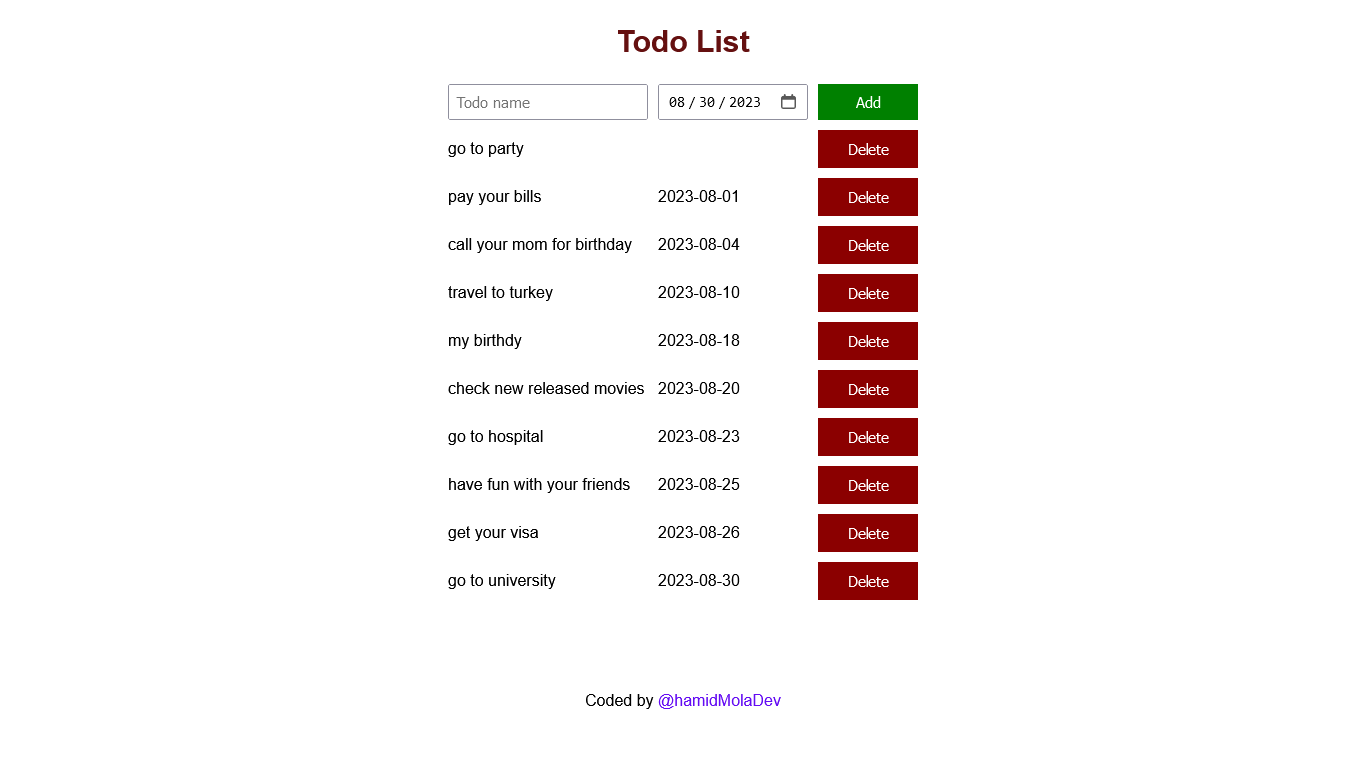 Todo List
Todo name 08 / 30 / 2023 Add
go to party Delete
pay your bills 2023-08-01 Delete
call your mom for birthday 2023-08-04 Delete
travel to turkey 2023-08-10 Delete
my birthdy 2023-08-18 Delete
check new released movies 2023-08-20 Delete
go to hospital 2023-08-23 Delete
have fun with your friends 2023-08-25 Delete
get your visa 2023-08-26 Delete
go to university 2023-08-30 Delete
Coded by @hamidMolaDev